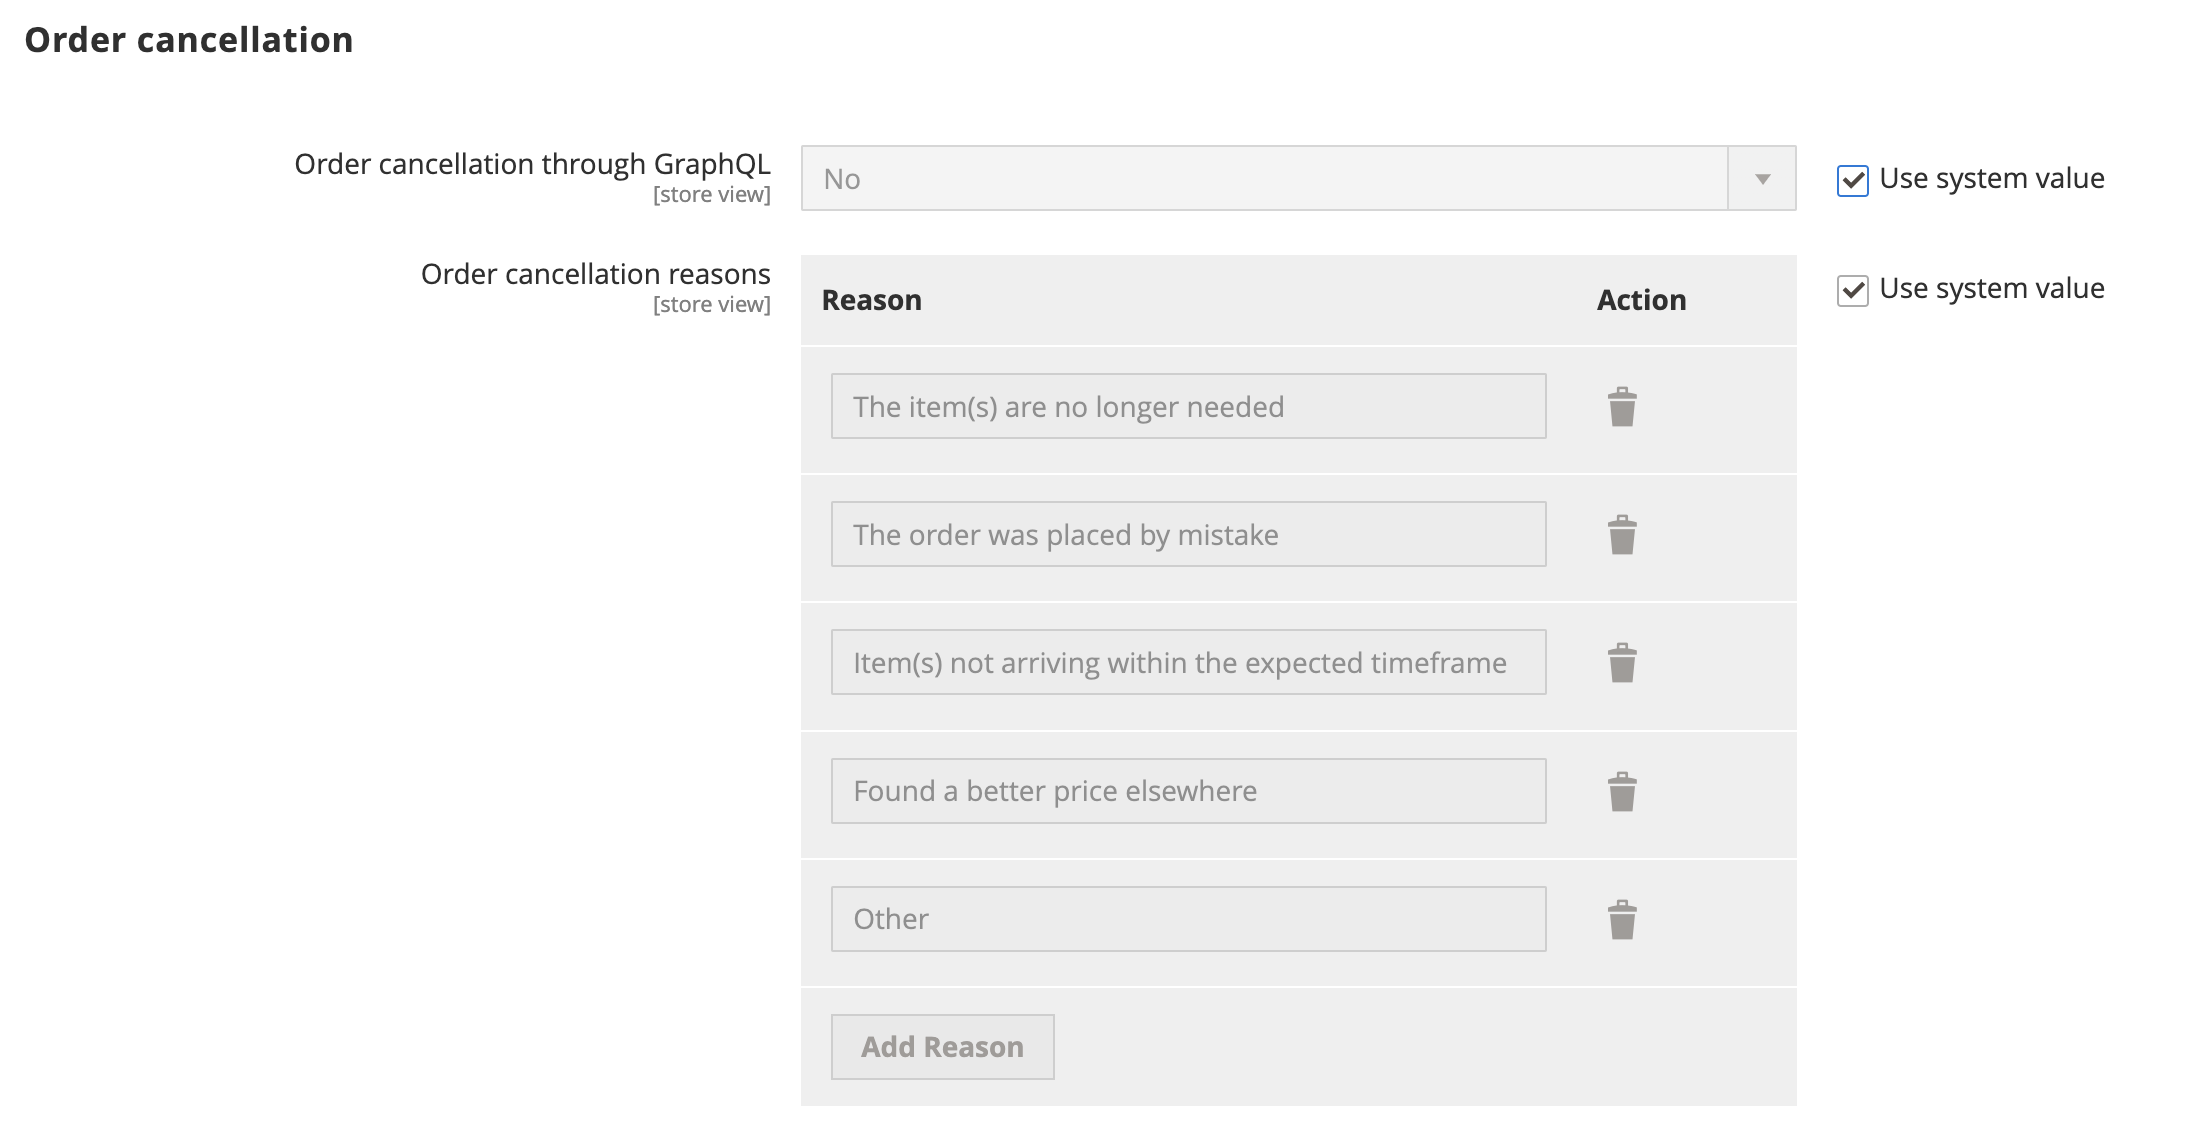 Order cancellation
Order cancellation through GraphQL
[store view]
No
Use system value
Order cancellation reasons
[store view]
Reason
Action
Use system value
The item(s) are no longer needed
The order was placed by mistake
Item(s) not arriving within the expected timeframe
Found a better price elsewhere
Other
Add Reason